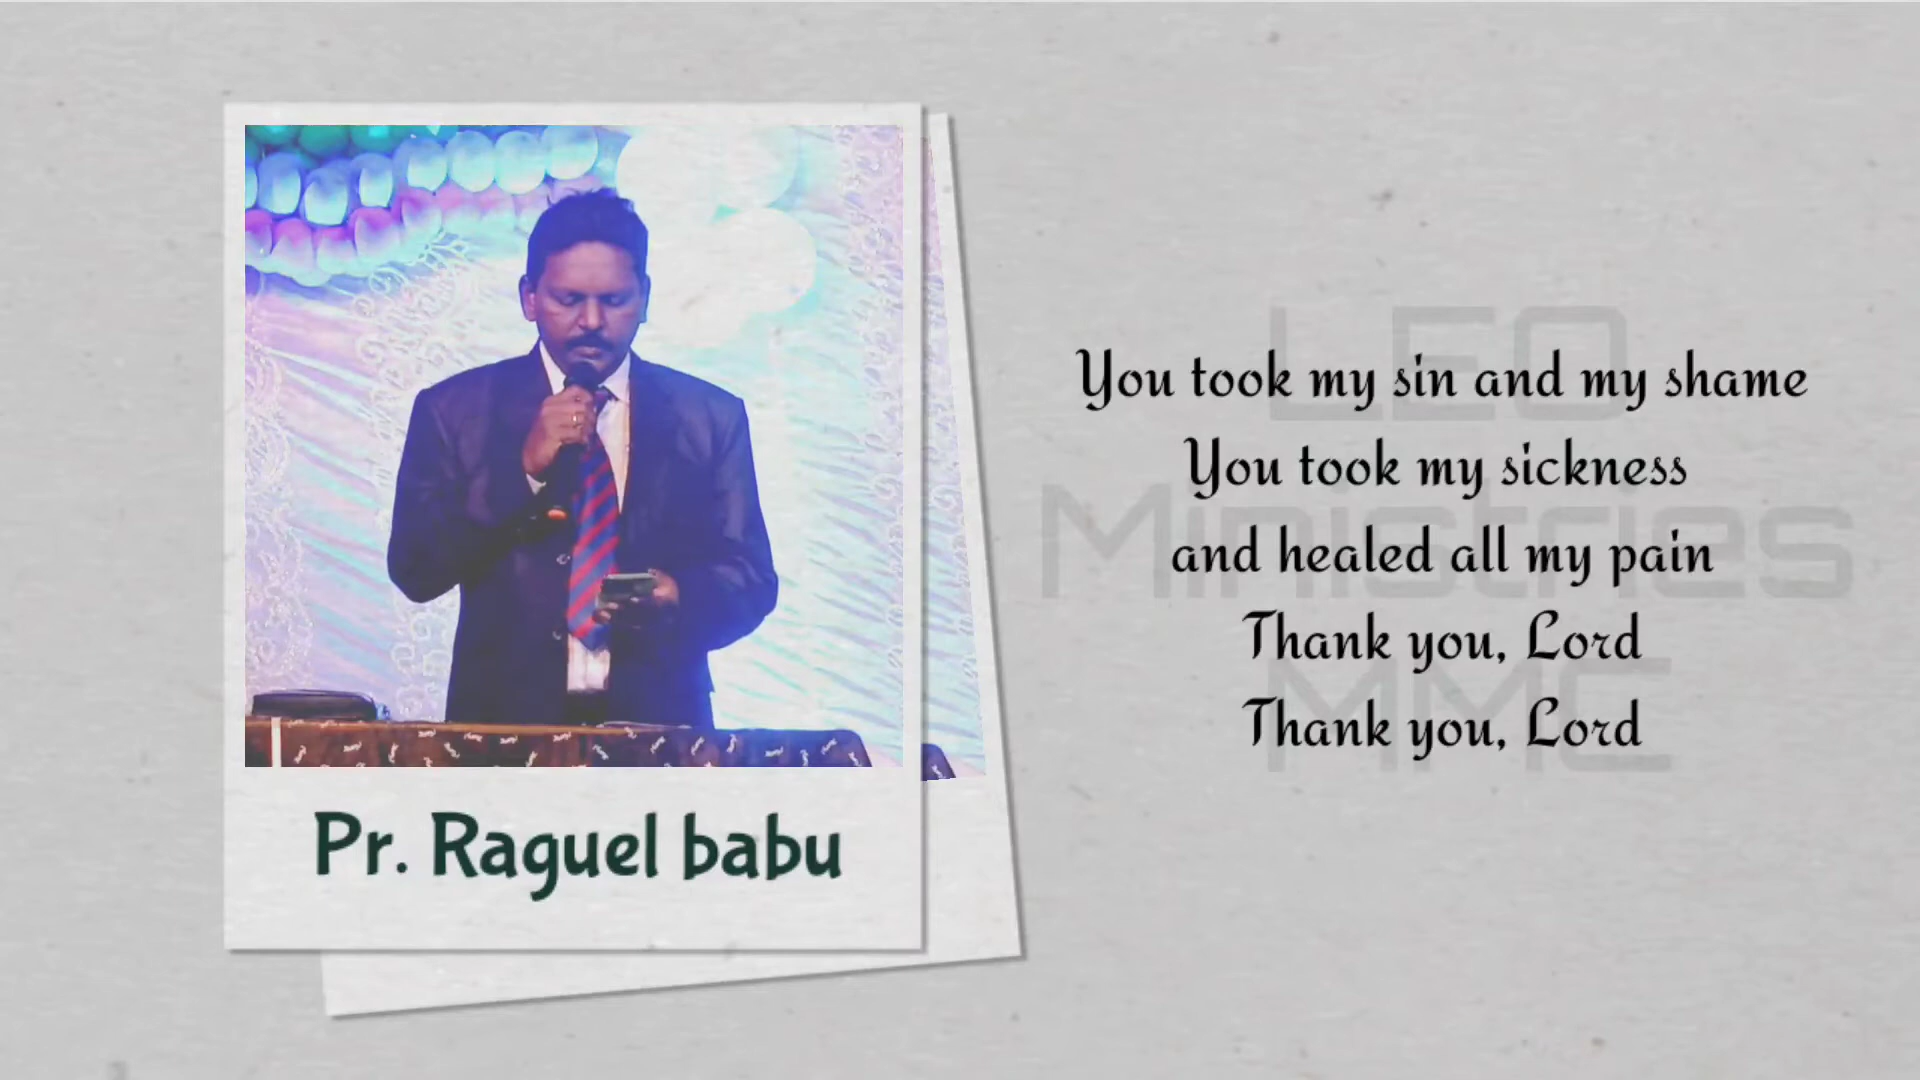 Pr. Raguel babu
You took my sin and my shame
You took my sickness
and healed all my pain
Thank you, Lord
Thank you, Lord
LEO
Ministries
MMC